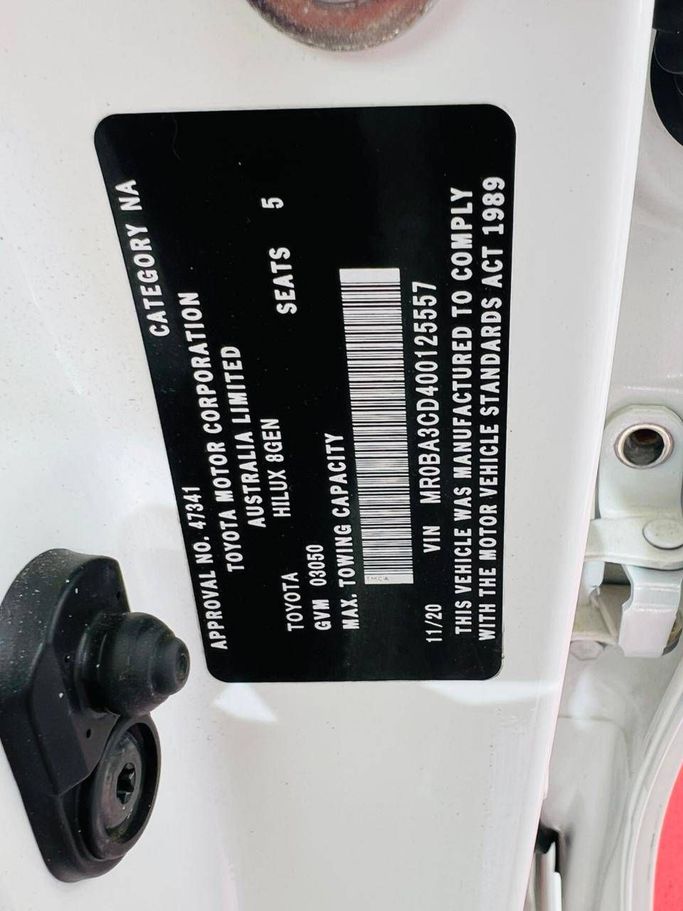 APPROVAL NO. 47341 CATEGORY NA
TOYOTA MOTOR CORPORATION
AUSTRALIA LIMITED
TOYOTA HILUX 8GEN
GVM 03050 SEATS 5
MAX. TOWING CAPACITY
TMCA
11/20 VIN MR0BA3CD400125557
THIS VEHICLE WAS MANUFACTURED TO COMPLY
WITH THE MOTOR VEHICLE STANDARDS ACT 1989